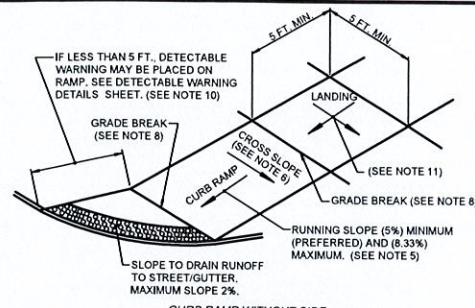 5 FT. MIN.
5 FT. MIN
IF LESS THAN 5 FT., DETECTABLE
WARNING MAY BE PLACED ON
RAMP. SEE DETECTABLE WARNING
DETAILS SHEET. (SEE NOTE 10)
GRADE BREAK
(SEE NOTE 8)
LANDING
CROSS SLOPE
(SEE NOTE 6)
CURB RAMP
(SEE NOTE 11)
GRADE BREAK (SEE NOTE 8
RUNNING SLOPE (5%) MINIMUM
(PREFERRED) AND (8.33%)
MAXIMUM. (SEE NOTE 5)
SLOPE TO DRAIN RUNOFF
TO STREET/GUTTER.
MAXIMUM SLOPE 2%.
CURB RAMP WITHOUT SIDE